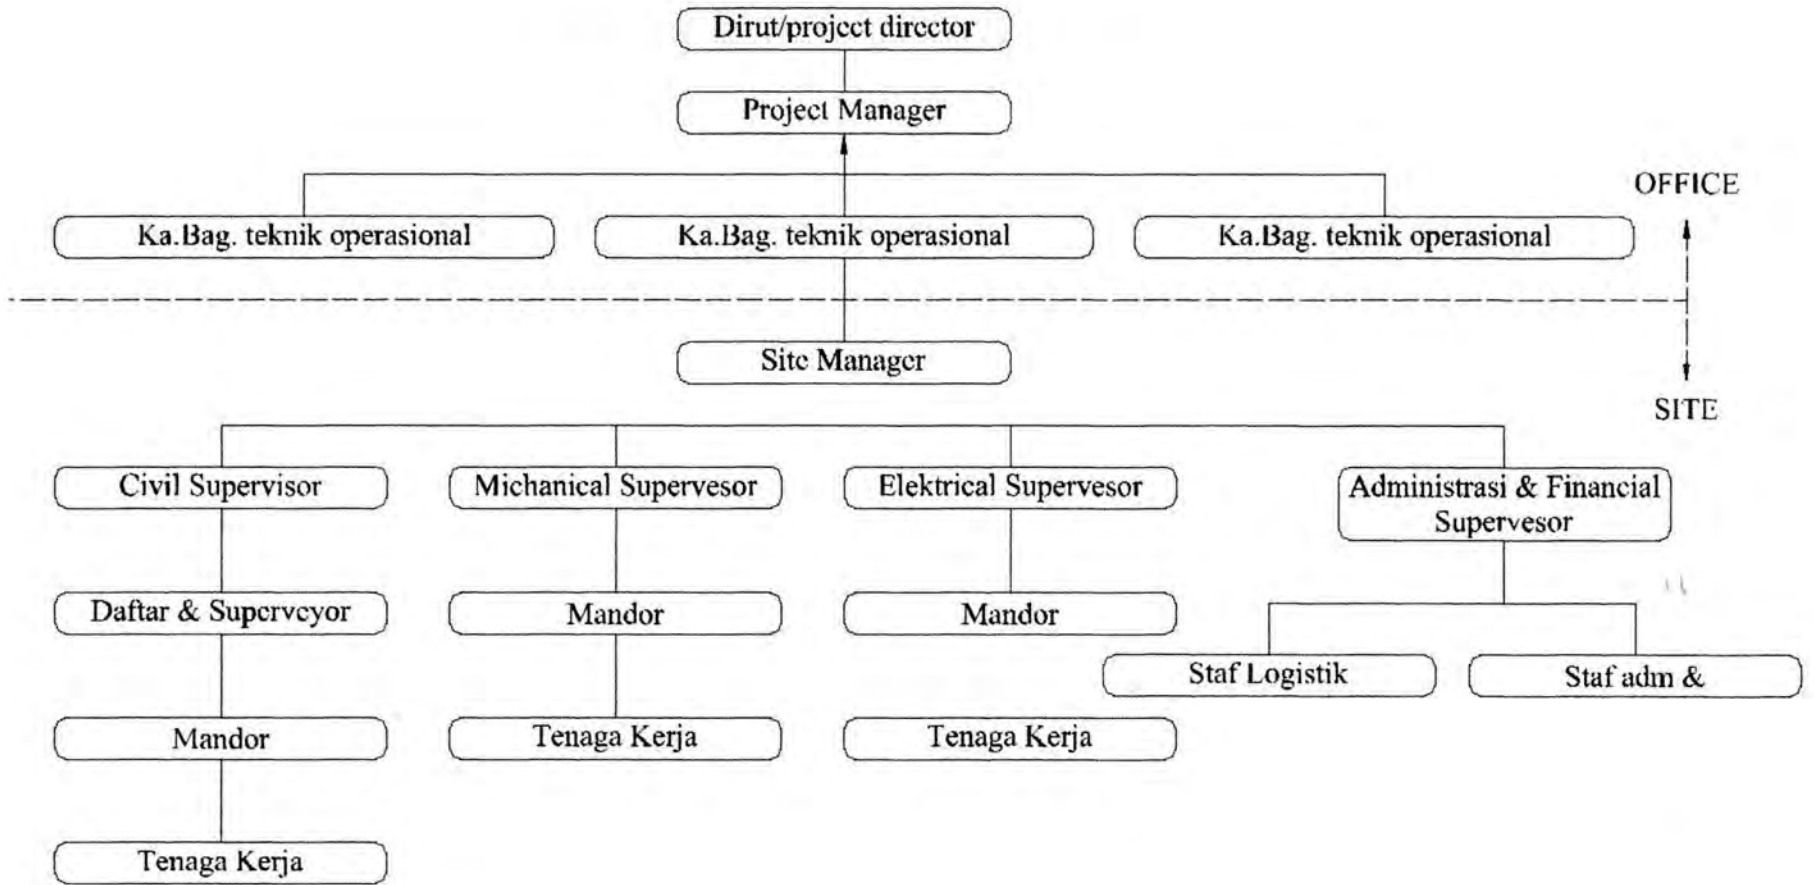 Dirut/project director
Project Manager
OFFICE
Ka.Bag. teknik operasional
Ka.Bag. teknik operasional
Ka.Bag. teknik operasional
Site Manager
SITE
Civil Supervisor
Michanical Supervesor
Elektrical Supervesor
Administrasi & Financial
Supervesor
Daftar & Superveyor
Mandor
Mandor
Staf Logistik
Staf adm &
Mandor
Tenaga Kerja
Tenaga Kerja
Tenaga Kerja